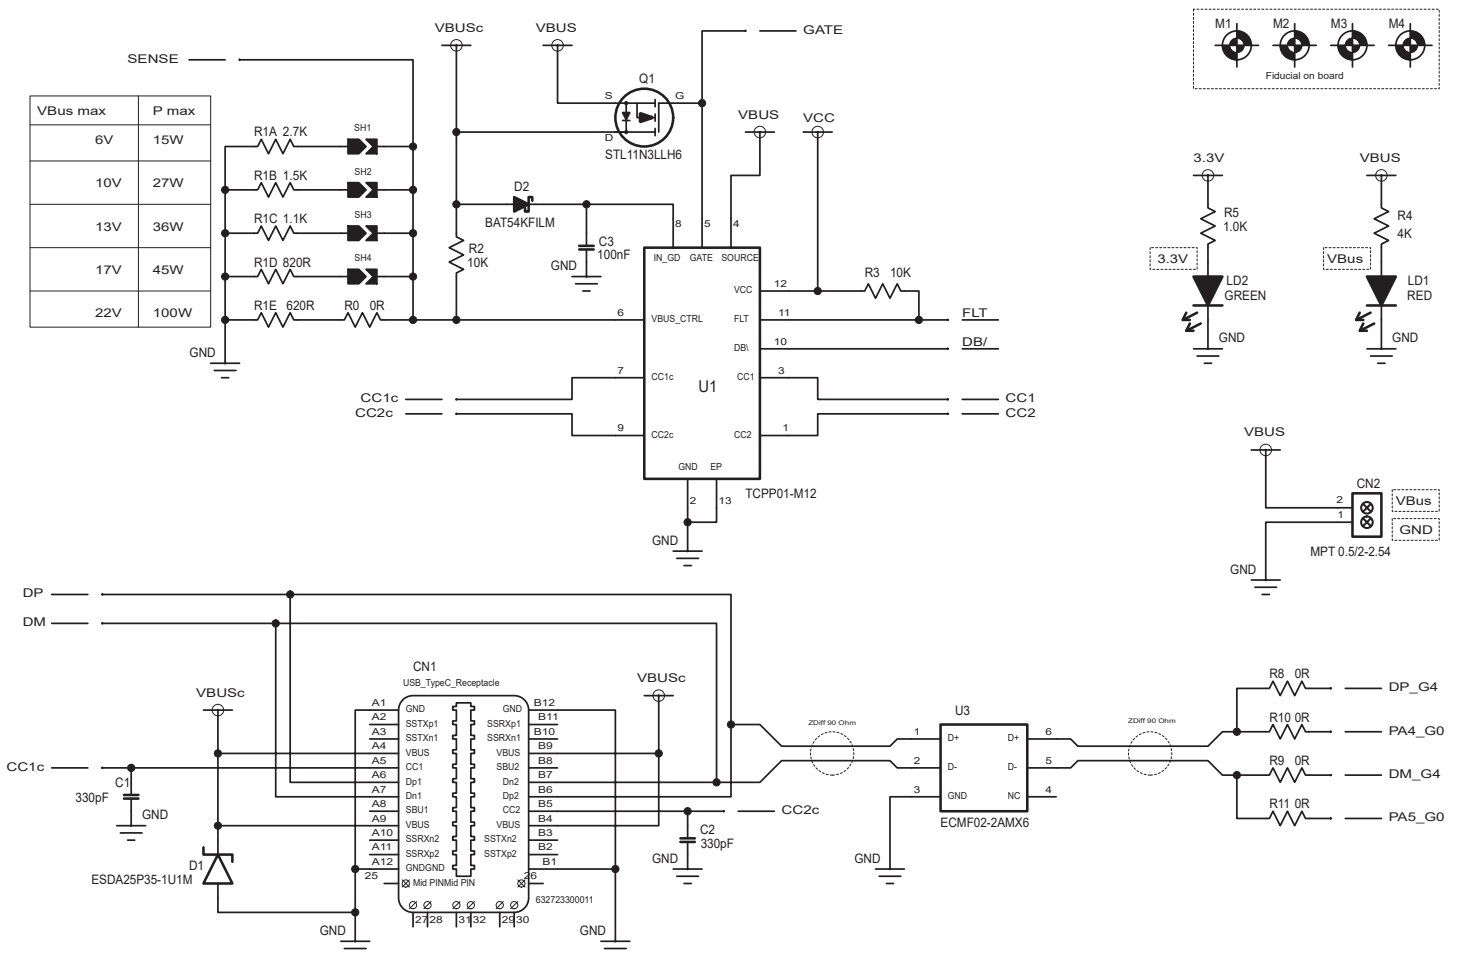 VBUSc
VBUS
GATE
M1 M2 M3 M4
Fiducial on board
SENSE
Q1
S G
D
STL11N3LLH6
VBUS
VCC
VBus max P max
6V 15W
10V 27W
13V 36W
17V 45W
22V 100W
R1A 2.7K SH1
R1B 1.5K SH2
R1C 1.1K SH3
R1D 820R SH4
R1E 620R R0 0R
GND
D2
BAT54KFILM
R2
10K
C3
100nF
GND
8 5 4
IN_GD GATE SOURCE
VCC 12
R3 10K
6 VBUS_CTRL
FLT 11 FLT
DB\ 10 DB/
7 CC1c
CC1 3
U1
CC1c
CC2c
CC1
CC2
9 CC2c
CC2 1
GND EP
2 13
TCPP01-M12
GND
3.3V
R5
1.0K
3.3V
LD2
GREEN
GND
VBUS
R4
4K
VBus
LD1
RED
GND
VBUS
CN2
2 VBus
1 GND
MPT 0.5/2-2.54
GND
DP
DM
CN1
USB_TypeC_Receptacle
VBUSc
VBUSc
A1 GND GND B12
A2 SSTXp1 SSRXp1 B11
A3 SSTXn1 SSRXn1 B10
A4 VBUS VBUS B9
A5 CC1 SBU2 B8
A6 Dp1 Dn2 B7
A7 Dn1 Dp2 B6
A8 SBU1 CC2 B5
A9 VBUS VBUS B4
A10 SSRXn2 SSTXn2 B3
A11 SSRXp2 SSTXp2 B2
A12 GNDGND B1
25 Mid PINMid PIN 26
632723300011
27 28 31 32 29 30
CC1c
C1
330pF
GND
D1
ESDA25P35-1U1M
GND
GND
CC2c
C2
330pF
GND
ZDiff 90 Ohm
U3
1 D+ D+ 6
2 D- D- 5
3 GND NC 4
ECMF02-2AMX6
GND
ZDiff 90 Ohm
R8 0R DP_G4
R10 0R PA4_G0
R9 0R DM_G4
R11 0R PA5_G0